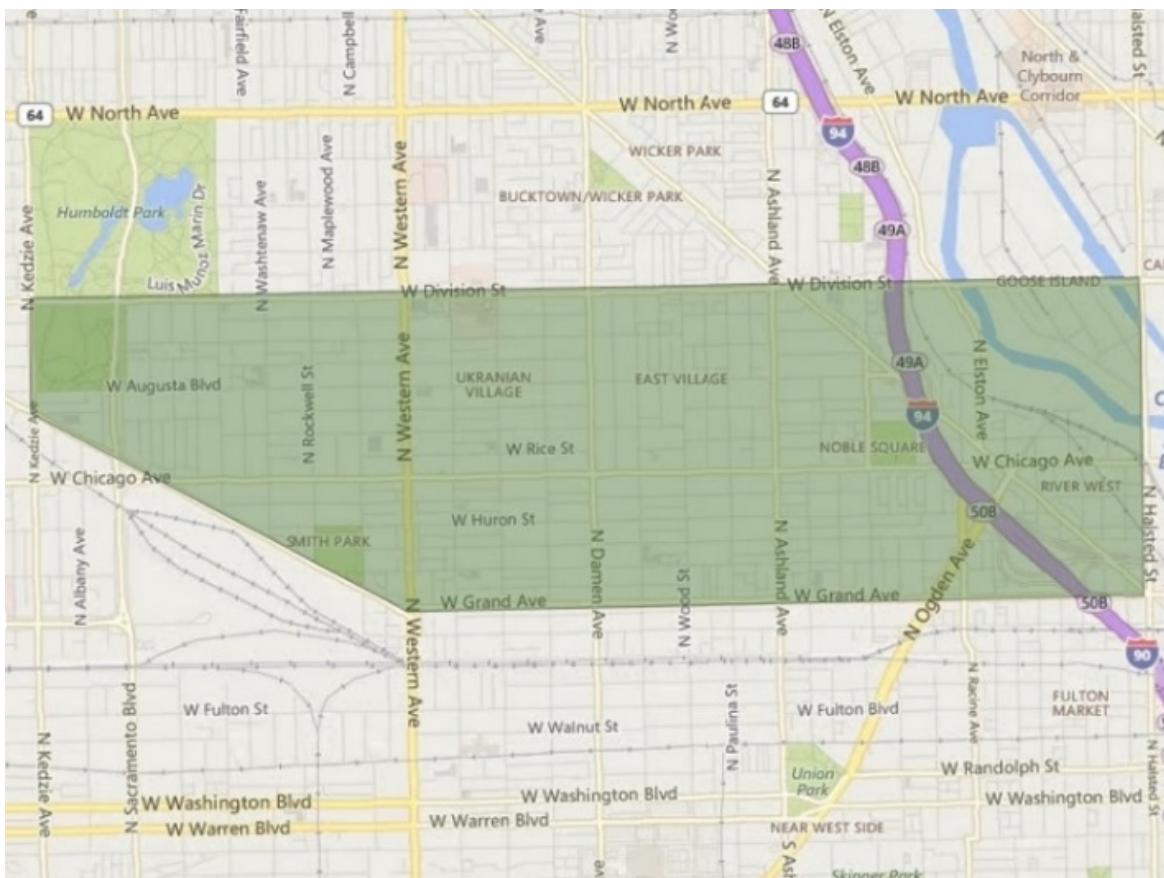 Fairfield Ave
N Campbell
N Elston Ave
Halsted St
48B
North &
Clybourn
Corridor
64
W North Ave
W North Ave
64
W North Ave
94
48B
WICKER PARK
BUCKTOWN/WICKER PARK
N Kedzie Ave
Humboldt Park
Luis Muñoz Marin Dr
N Washtenaw Ave
N Maplewood Ave
N Western Ave
N Ashland Ave
49A
W Division St
W Division St
GOOSE ISLAND
W Augusta Blvd
N Rockwell St
N Western Ave
UKRANIAN
VILLAGE
EAST VILLAGE
49A
N Elston Ave
94
N Kedzie Ave
W Rice St
NOBLE SQUARE
W Chicago Ave
W Chicago Ave
RIVER WEST
W Huron St
50B
SMITH PARK
N Albany Ave
N Damen Ave
N Wood St
N Ashland Ave
N Ogden Ave
N Halsted St
W Grand Ave
W Grand Ave
50B
N Western Ave
90
N Sacramento Blvd
N Kedzie Ave
W Fulton St
W Walnut St
N Paulina St
W Fulton Blvd
N Racine Ave
FULTON
MARKET
N Halsted St
Union
Park
W Randolph St
W Washington Blvd
W Washington Blvd
W Washington Blvd
W Warren Blvd
W Warren Blvd
NEAR WEST SIDE
S Ash
Skinner Park